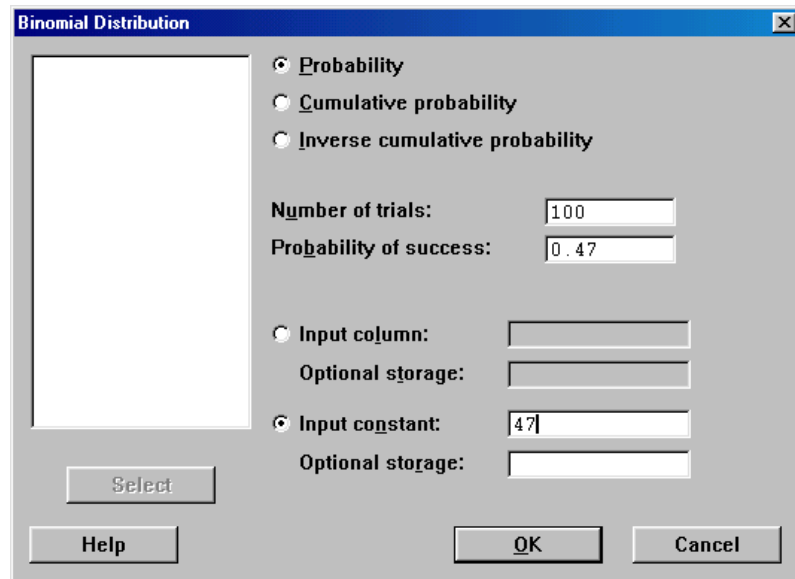 Binomial Distribution
Probability
Cumulative probability
Inverse cumulative probability
Number of trials: 100
Probability of success: 0.47
Input column:
Optional storage:
Input constant: 47
Optional storage:
Select
Help OK Cancel